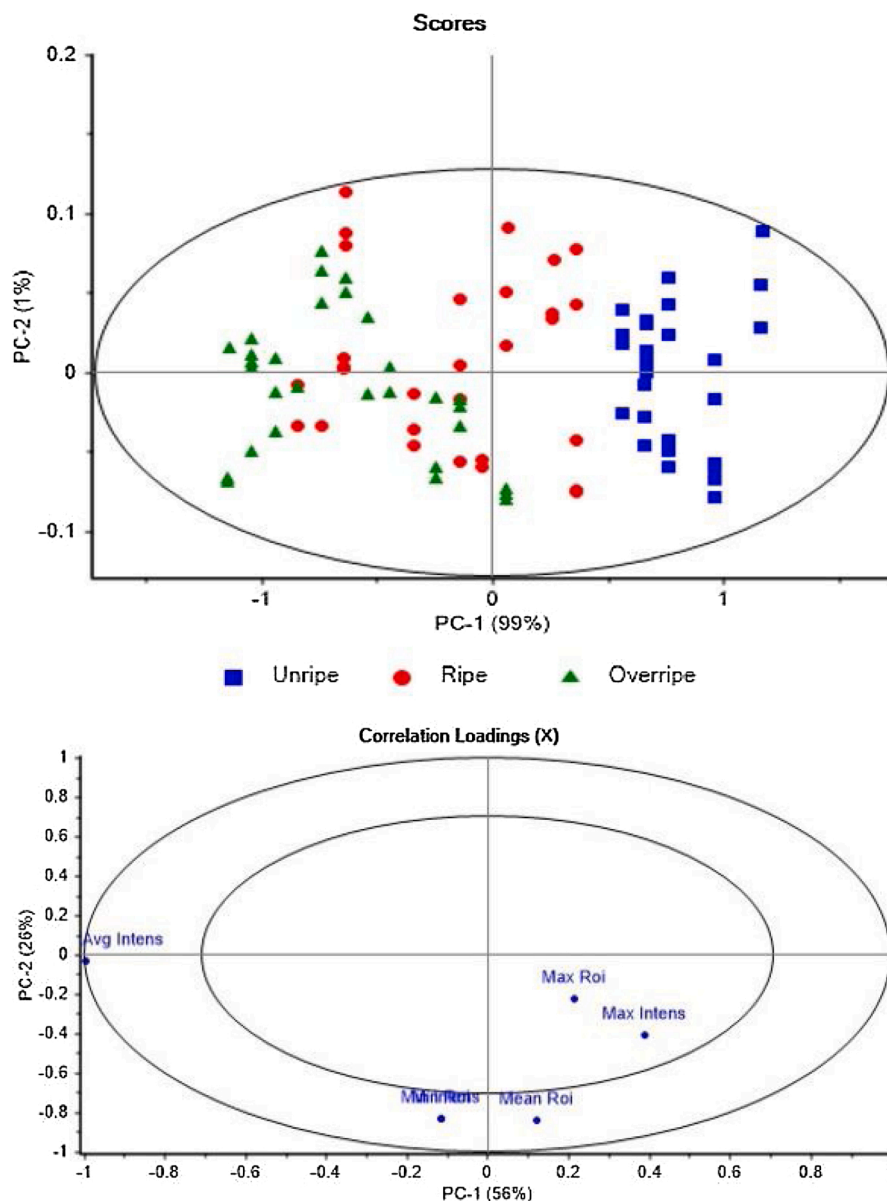 Scores
0.2
0.1
0
-0.1
PC-2 (1%)
-1
0
1
PC-1 (99%)
Unripe Ripe Overripe
Correlation Loadings (X)
1
0.8
0.6
0.4
0.2
0
-0.2
-0.4
-0.6
-0.8
-1
PC-2 (26%)
Avg Intens
Max Roi
Max Intens
Mean Roi
-1 -0.8 -0.6 -0.4 -0.2 0 0.2 0.4 0.6 0.8
PC-1 (56%)